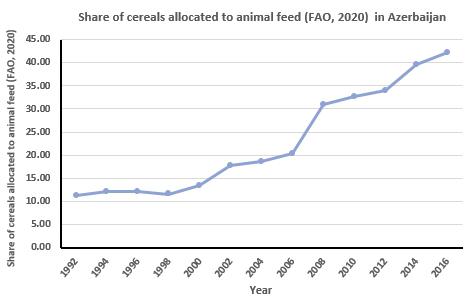 Share of cereals allocated to animal feed (FAO, 2020)  in Azerbaijan
Share of cereals allocated to animal feed (FAO, 2020)
45.00
40.00
35.00
30.00
25.00
20.00
15.00
10.00
5.00
0.00
1992 1994 1996 1998 2000 2002 2004 2006 2008 2010 2012 2014 2016
Year